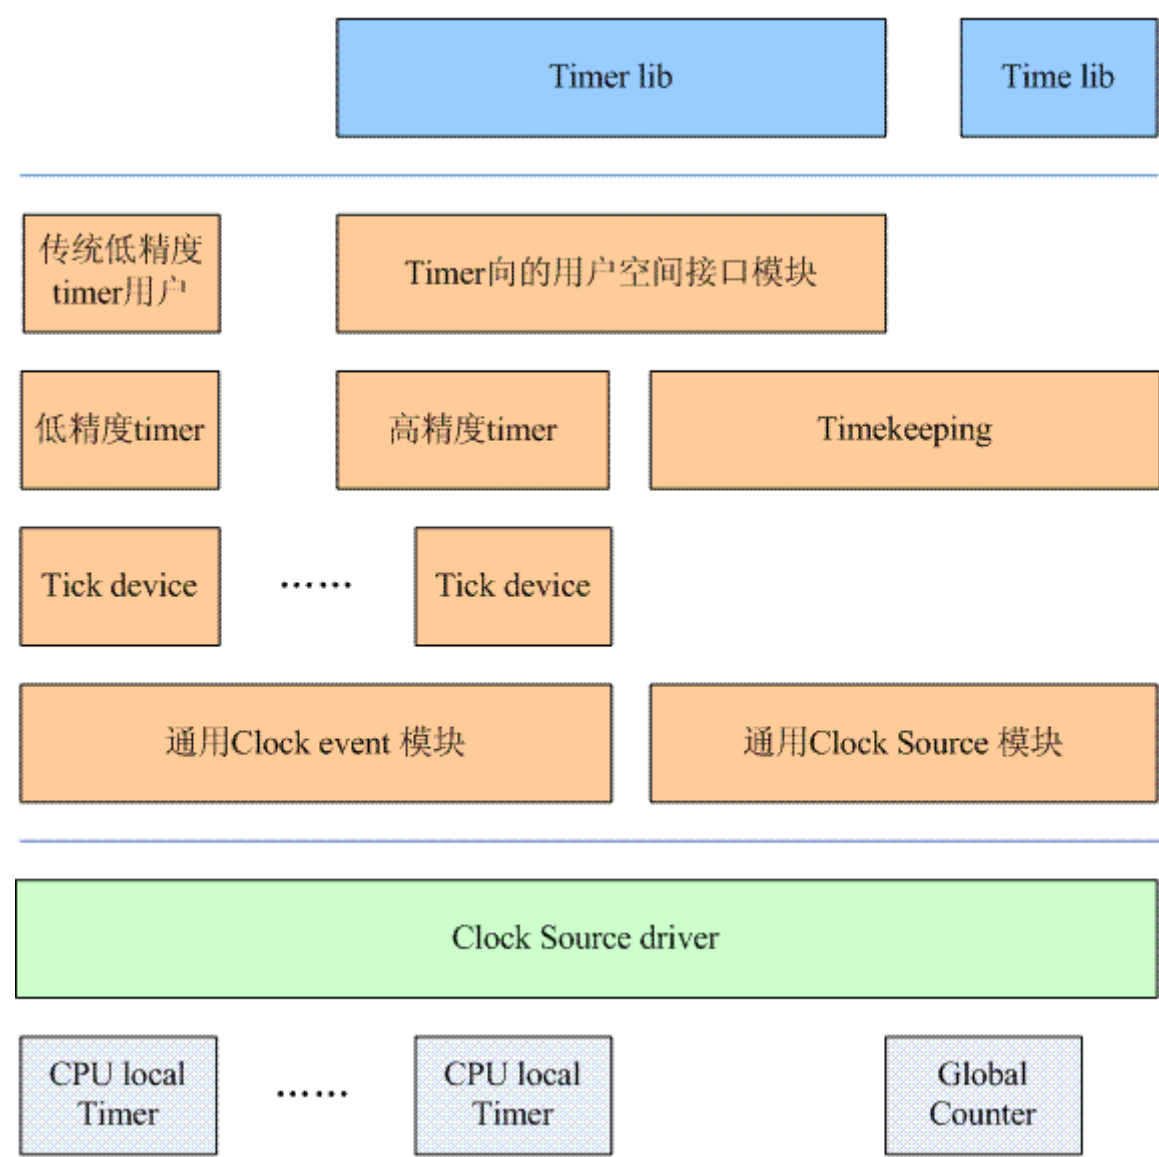 Timer lib
Time lib
传统低精度
timer用户
Timer向的用户空间接口模块
低精度timer
高精度timer
Timekeeping
Tick device
……
Tick device
通用Clock event 模块
通用Clock Source 模块
Clock Source driver
CPU local
Timer
……
CPU local
Timer
Global
Counter